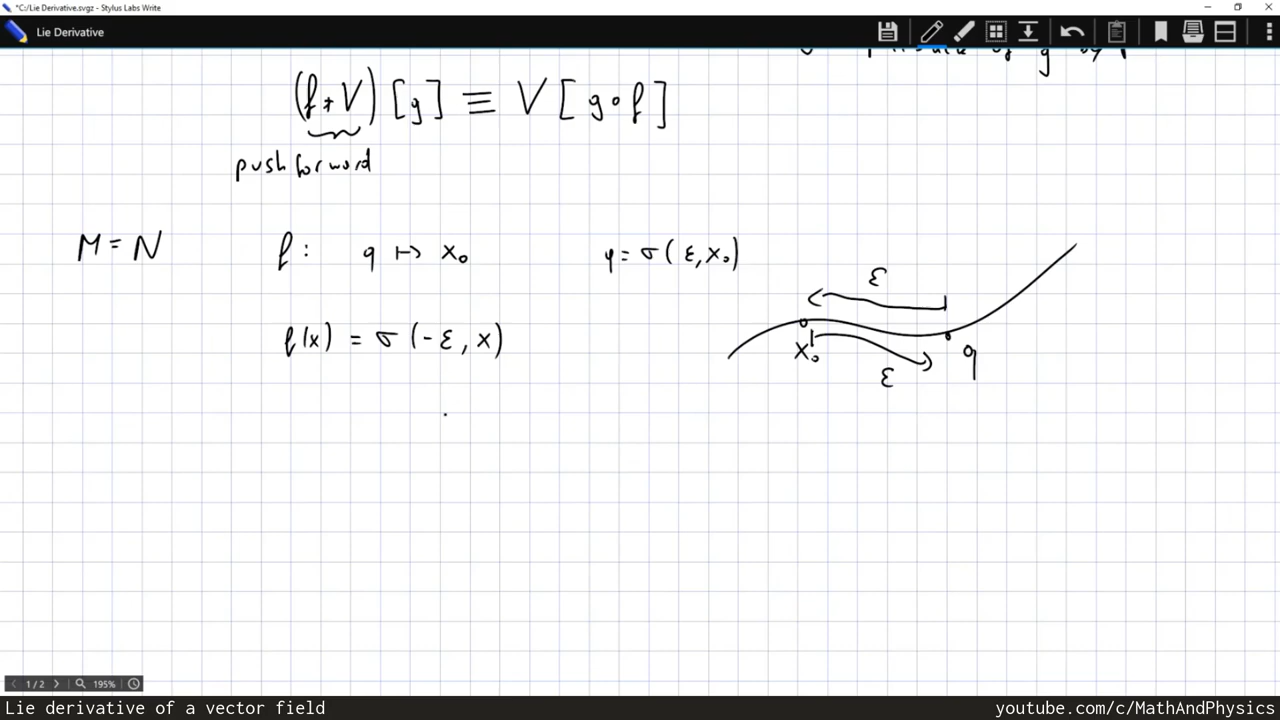 *C:/Lie Derivative.svgz - Stylus Labs Write
Lie Derivative
(f * V) [g] ≡ V [g ∘ f]
pushforward
M = N f : q ↦ x₀ q = σ(ε, x₀)
ε
f(x) = σ(-ε, x)
x₀ q
ε
1 / 2 195%
Lie derivative of a vector field youtube.com/c/MathAndPhysics